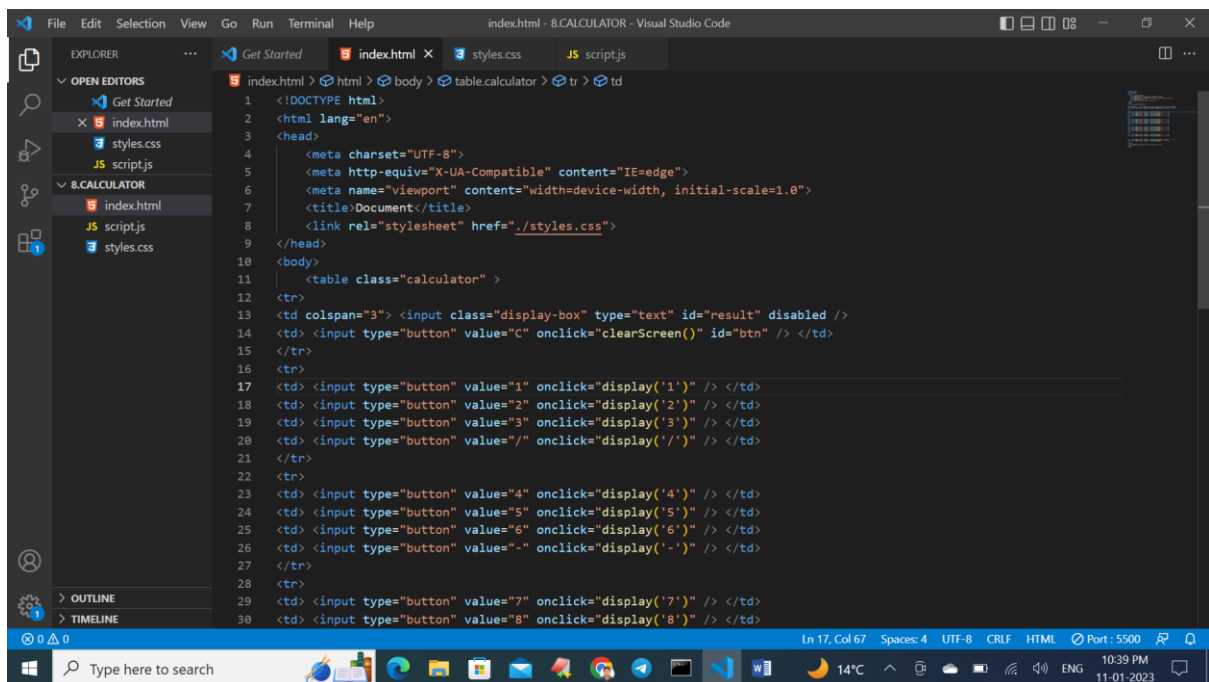 File Edit Selection View Go Run Terminal Help index.html - 8.CALCULATOR - Visual Studio Code
EXPLORER ··· Get Started index.html styles.css JS script.js ···
OPEN EDITORS
Get Started
index.html
styles.css
JS script.js
8.CALCULATOR
index.html
JS script.js
styles.css
OUTLINE
TIMELINE
1
1
index.html > html > body > table.calculator > tr > td
1 <!DOCTYPE html>
2 <html lang="en">
3 <head>
4 <meta charset="UTF-8">
5 <meta http-equiv="X-UA-Compatible" content="IE=edge">
6 <meta name="viewport" content="width=device-width, initial-scale=1.0">
7 <title>Document</title>
8 <link rel="stylesheet" href="./styles.css">
9 </head>
10 <body>
11 <table class="calculator" >
12 <tr>
13 <td colspan="3"> <input class="display-box" type="text" id="result" disabled />
14 <td> <input type="button" value="C" onclick="clearScreen()" id="btn" /> </td>
15 </tr>
16 <tr>
17 <td> <input type="button" value="1" onclick="display('1')" /> </td>
18 <td> <input type="button" value="2" onclick="display('2')" /> </td>
19 <td> <input type="button" value="3" onclick="display('3')" /> </td>
20 <td> <input type="button" value="/" onclick="display('/')" /> </td>
21 </tr>
22 <tr>
23 <td> <input type="button" value="4" onclick="display('4')" /> </td>
24 <td> <input type="button" value="5" onclick="display('5')" /> </td>
25 <td> <input type="button" value="6" onclick="display('6')" /> </td>
26 <td> <input type="button" value="-" onclick="display('-')" /> </td>
27 </tr>
28 <tr>
29 <td> <input type="button" value="7" onclick="display('7')" /> </td>
30 <td> <input type="button" value="8" onclick="display('8')" /> </td>
0 0 Ln 17, Col 67 Spaces: 4 UTF-8 CRLF HTML Port : 5500
Type here to search 14°C ENG 10:39 PM
11-01-2023